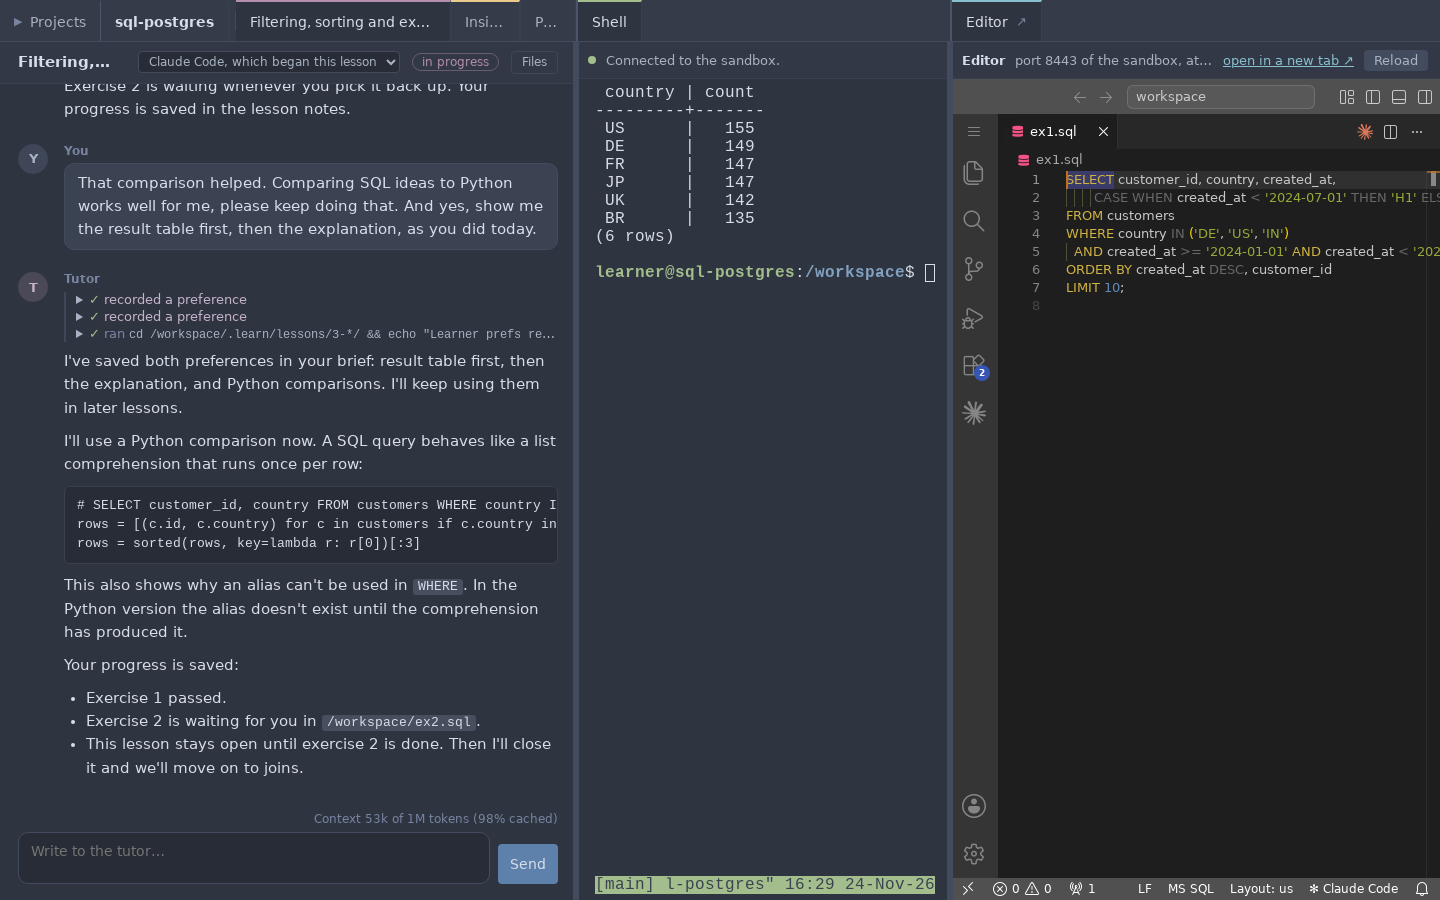 ▶ Projects
sql-postgres
Filtering, sorting and ex…
Insi…
P…
Shell
Editor ↗
Filtering,…
Claude Code, which began this lesson
in progress
Files
Exercise 2 is waiting whenever you pick it back up. Your
progress is saved in the lesson notes.
Y
You
That comparison helped. Comparing SQL ideas to Python
works well for me, please keep doing that. And yes, show me
the result table first, then the explanation, as you did today.
T
Tutor
▶ ✓ recorded a preference
▶ ✓ recorded a preference
▶ ✓ ran cd /workspace/.learn/lessons/3-*/ && echo "Learner prefs re…
I've saved both preferences in your brief: result table first, then
the explanation, and Python comparisons. I'll keep using them
in later lessons.
I'll use a Python comparison now. A SQL query behaves like a list
comprehension that runs once per row:
# SELECT customer_id, country FROM customers WHERE country I
rows = [(c.id, c.country) for c in customers if c.country in
rows = sorted(rows, key=lambda r: r[0])[:3]
This also shows why an alias can't be used in WHERE. In the
Python version the alias doesn't exist until the comprehension
has produced it.
Your progress is saved:
• Exercise 1 passed.
• Exercise 2 is waiting for you in /workspace/ex2.sql.
• This lesson stays open until exercise 2 is done. Then I'll close
it and we'll move on to joins.
Context 53k of 1M tokens (98% cached)
Write to the tutor…
Send
Connected to the sandbox.
country | count
---------+-------
US | 155
DE | 149
FR | 147
JP | 147
UK | 142
BR | 135
(6 rows)
learner@sql-postgres:/workspace$
[main] l-postgres" 16:29 24-Nov-26
Editor
port 8443 of the sandbox, at…
open in a new tab ↗
Reload
workspace
ex1.sql
ex1.sql
1 SELECT customer_id, country, created_at,
2 CASE WHEN created_at < '2024-07-01' THEN 'H1' ELS
3 FROM customers
4 WHERE country IN ('DE', 'US', 'IN')
5 AND created_at >= '2024-01-01' AND created_at < '202
6 ORDER BY created_at DESC, customer_id
7 LIMIT 10;
8
2
0
0
1
LF
MS SQL
Layout: us
✻ Claude Code